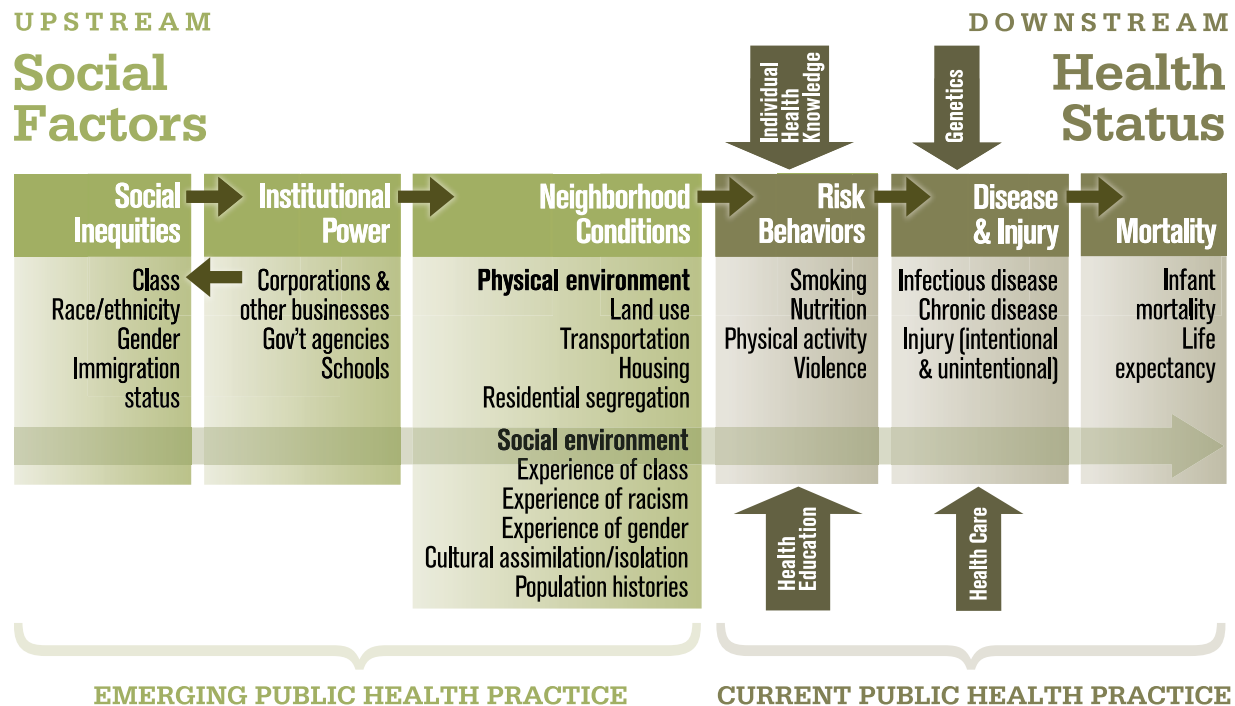 UPSTREAM
Social
Factors
DOWNSTREAM
Health
Status
Individual
Health
Knowledge
Genetics
Social
Inequities
Institutional
Power
Neighborhood
Conditions
Risk
Behaviors
Disease
& Injury
Mortality
Class
Race/ethnicity
Gender
Immigration
status
Corporations &
other businesses
Gov't agencies
Schools
Physical environment
Land use
Transportation
Housing
Residential segregation
Social environment
Experience of class
Experience of racism
Experience of gender
Cultural assimilation/isolation
Population histories
Smoking
Nutrition
Physical activity
Violence
Infectious disease
Chronic disease
Injury (intentional
& unintentional)
Infant
mortality
Life
expectancy
Health
Education
Health Care
EMERGING PUBLIC HEALTH PRACTICE
CURRENT PUBLIC HEALTH PRACTICE